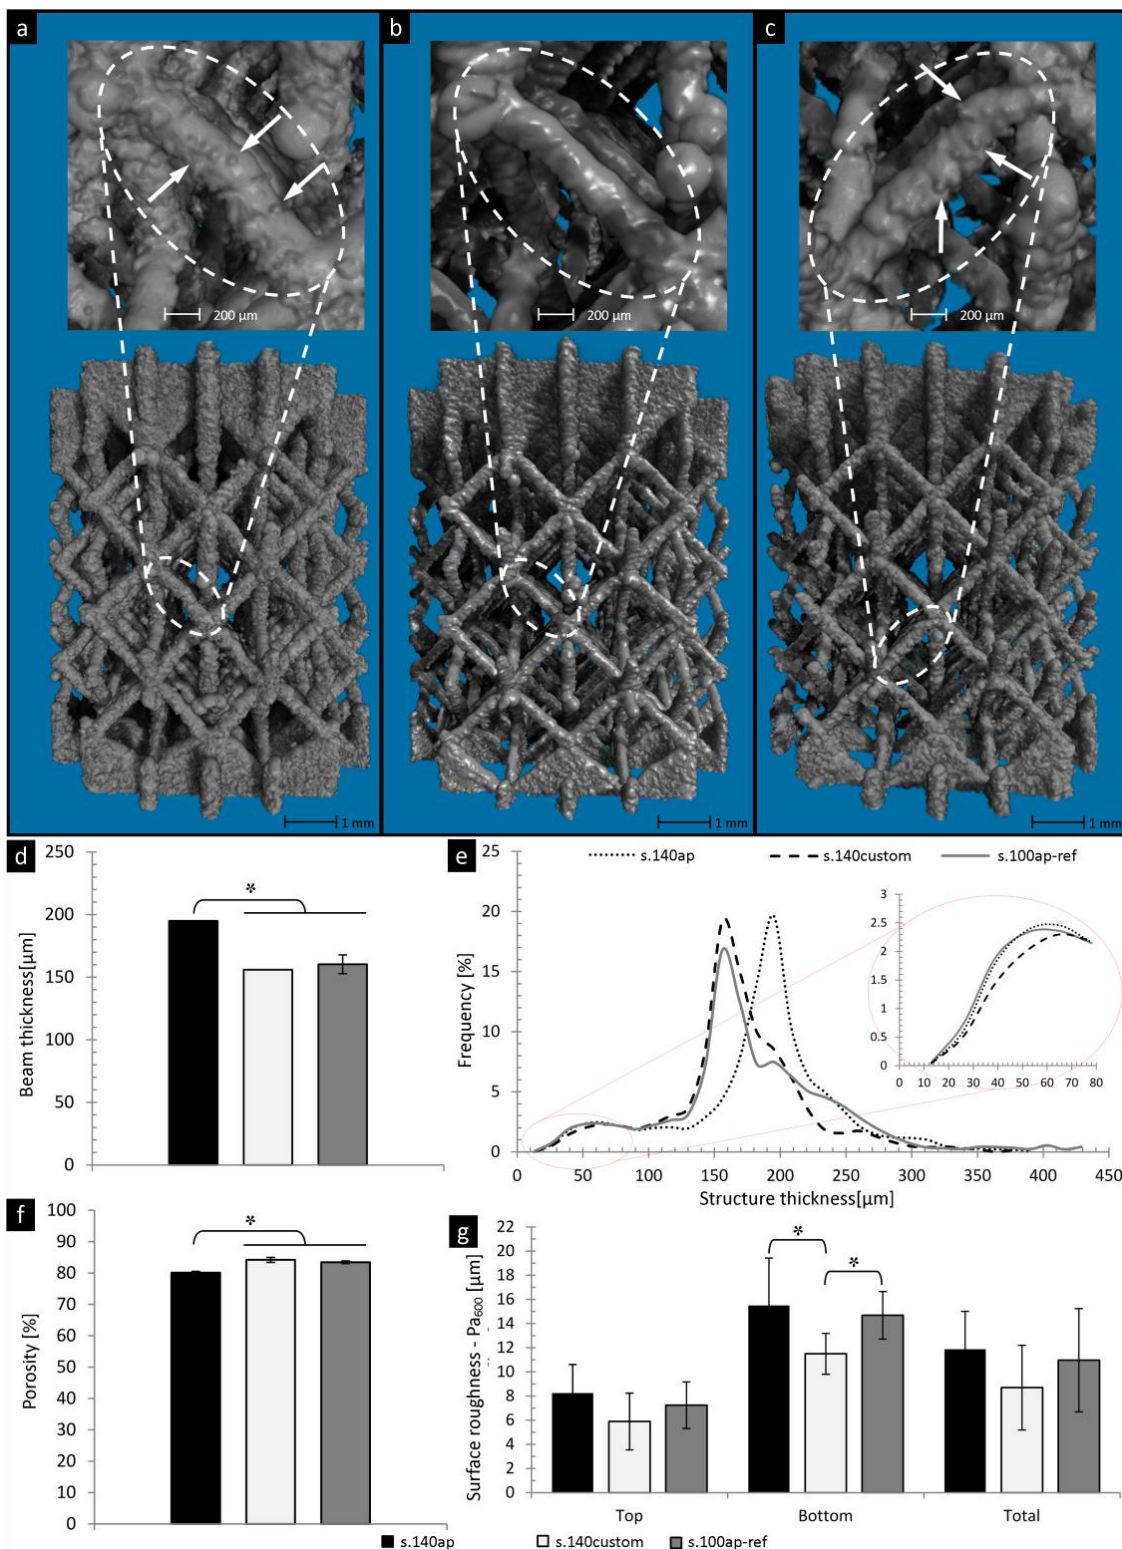 a
b
c
200 µm
200 µm
200 µm
1 mm
1 mm
1 mm
d
250
200
150
100
50
0
Beam thickness[µm]
*
e
s.140ap
s.140custom
s.100ap-ref
25
20
15
10
5
0
Frequency [%]
0 50 100 150 200 250 300 350 400 450
Structure thickness[µm]
3
2.5
2
1.5
1
0.5
0
0 10 20 30 40 50 60 70 80
f
100
90
80
70
60
50
40
30
20
10
0
Porosity [%]
*
g
22
20
18
16
14
12
10
8
6
4
2
0
Surface roughness - Pa600 [µm]
*
*
Top Bottom Total
s.140ap s.140custom s.100ap-ref